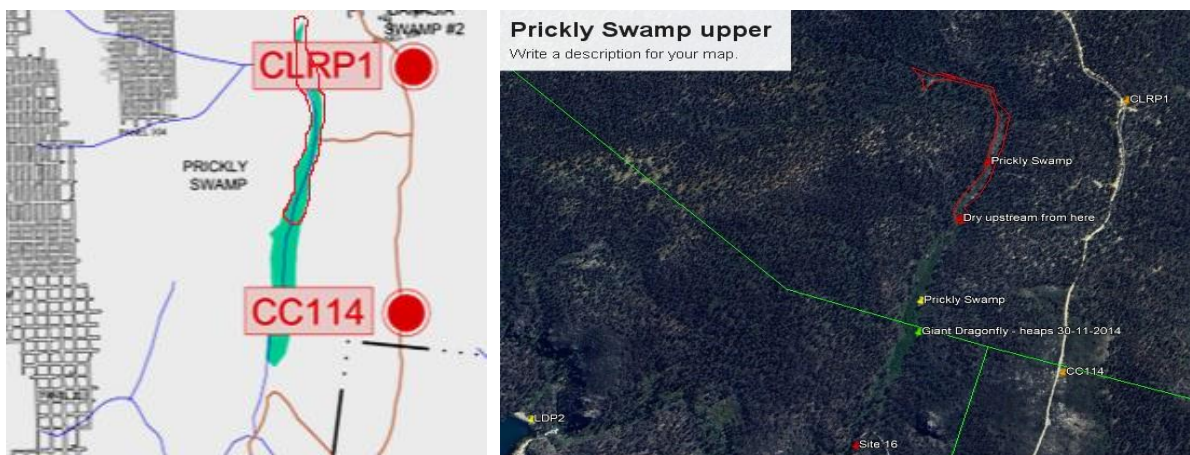 SWAMP #2
CLRP1
PRICKLY
SWAMP
CC114
Prickly Swamp upper
Write a description for your map.
CLRP1
Prickly Swamp
Dry upstream from here
Prickly Swamp
Giant Dragonfly - heaps 30-11-2014
CC114
LDP2
Site 16